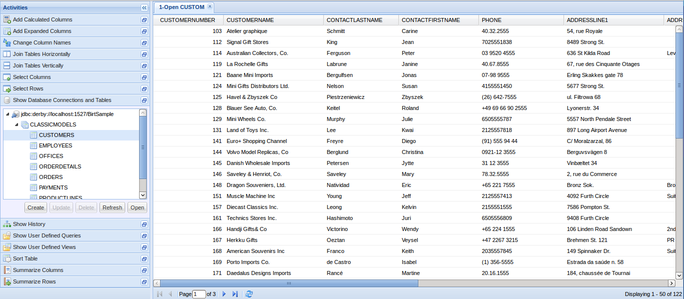 Activities
Add Calculated Columns
Add Expanded Columns
Change Column Names
Join Tables Horizontally
Join Tables Vertically
Select Columns
Select Rows
Show Database Connections and Tables
jdbc:derby://localhost:1527/BirtSample
CLASSICMODELS
CUSTOMERS
EMPLOYEES
OFFICES
ORDERDETAILS
ORDERS
PAYMENTS
PRODUCTLINES
Create Update Delete Refresh Open
Show History
Show User Defined Queries
Show User Defined Views
Sort Table
Summarize Columns
Summarize Rows
1-Open CUSTOM
CUSTOMERNUMBER CUSTOMERNAME CONTACTLASTNAME CONTACTFIRSTNAME PHONE ADDRESSLINE1 ADDR
103 Atelier graphique Schmitt Carine 40.32.2555 54, rue Royale
112 Signal Gift Stores King Jean 7025551838 8489 Strong St.
114 Australian Collectors, Co. Ferguson Peter 03 9520 4555 636 St Kilda Road Lev
119 La Rochelle Gifts Labrune Janine 40.67.8555 67, rue des Cinquante Otages
121 Baane Mini Imports Bergulfsen Jonas 07-98 9555 Erling Skakkes gate 78
124 Mini Gifts Distributors Ltd. Nelson Susan 4155551450 5677 Strong St.
125 Havel & Zbyszek Co Piestrzeniewicz Zbyszek (26) 642-7555 ul. Filtrowa 68
128 Blauer See Auto, Co. Keitel Roland +49 69 66 90 2555 Lyonerstr. 34
129 Mini Wheels Co. Murphy Julie 6505555787 5557 North Pendale Street
131 Land of Toys Inc. Lee Kwai 2125557818 897 Long Airport Avenue
141 Euro+ Shopping Channel Freyre Diego (91) 555 94 44 C/ Moralzarzal, 86
144 Volvo Model Replicas, Co Berglund Christina 0921-12 3555 Berguvsvägen 8
145 Danish Wholesale Imports Petersen Jytte 31 12 3555 Vinbæltet 34
146 Saveley & Henriot, Co. Saveley Mary 78.32.5555 2, rue du Commerce
148 Dragon Souveniers, Ltd. Natividad Eric +65 221 7555 Bronz Sok. Bro
151 Muscle Machine Inc Young Jeff 2125557413 4092 Furth Circle Sui
157 Diecast Classics Inc. Leong Kelvin 2155551555 7586 Pompton St.
161 Technics Stores Inc. Hashimoto Juri 6505556809 9408 Furth Circle
166 Handji Gifts& Co Victorino Wendy +65 224 1555 106 Linden Road Sandown 2nd
167 Herkku Gifts Oeztan Veysel +47 2267 3215 Brehmen St. 121 PR
168 American Souvenirs Inc Franco Keith 2035557845 149 Spinnaker Dr. Sui
169 Porto Imports Co. de Castro Isabel (1) 356-5555 Estrada da saúde n. 58
171 Daedalus Designs Imports Rancé Martine 20.16.1555 184, chaussée de Tournai
Page 1 of 3 Displaying 1 - 50 of 122